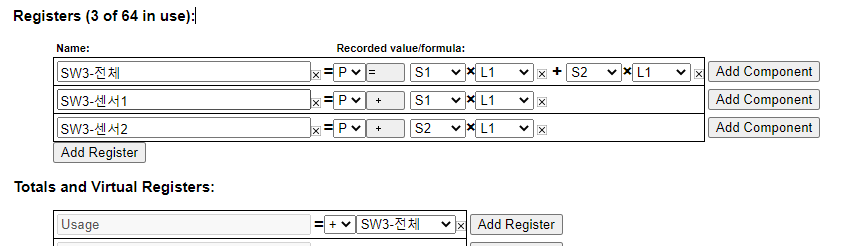 Registers (3 of 64 in use):
Name: Recorded value/formula:
SW3-전체 x = P = S1 × L1 x + S2 × L1 x Add Component
SW3-센서1 x = P + S1 × L1 x Add Component
SW3-센서2 x = P + S2 × L1 x Add Component
Add Register
Totals and Virtual Registers:
Usage = + SW3-전체 x Add Register